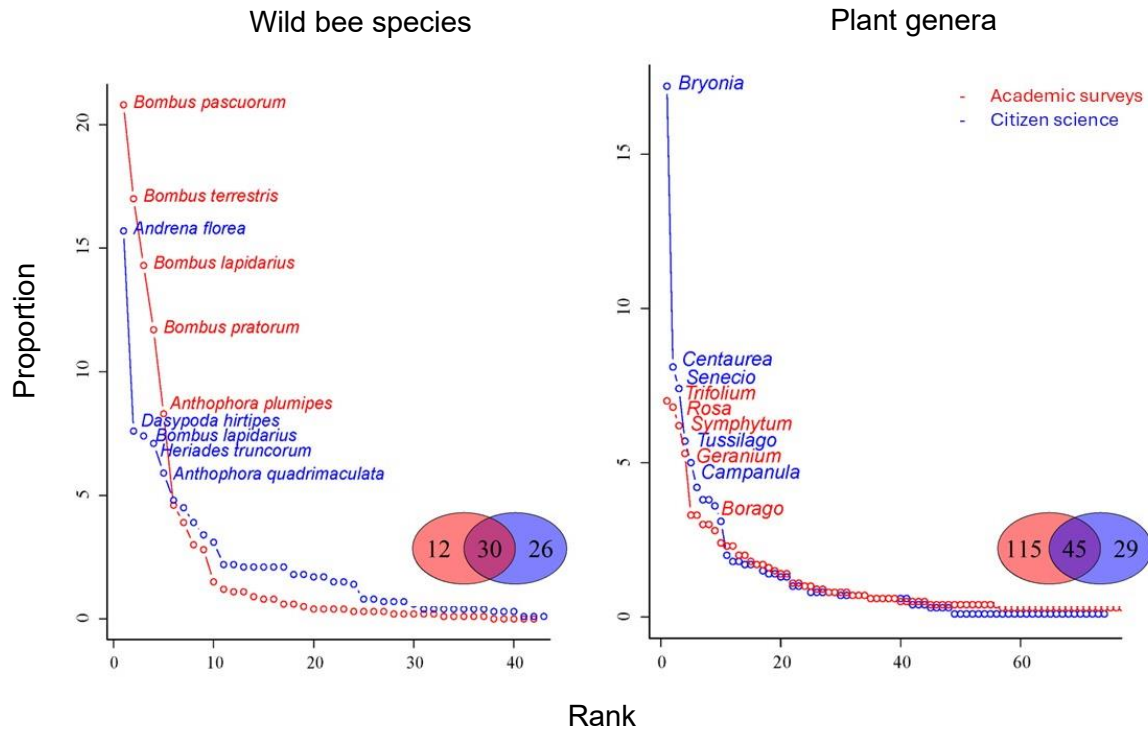 Wild bee species
Plant genera
Proportion
20
15
10
5
0
Bombus pascuorum
Bombus terrestris
Andrena florea
Bombus lapidarius
Bombus pratorum
Anthophora plumipes
Dasypoda hirtipes
Bombus lapidarius
Heriades truncorum
Anthophora quadrimaculata
12 30 26
0 10 20 30 40
15
10
5
0
Bryonia
- Academic surveys
- Citizen science
Centaurea
Senecio
Trifolium
Rosa
Symphytum
Tussilago
Geranium
Campanula
Borago
115 45 29
0 20 40 60
Rank